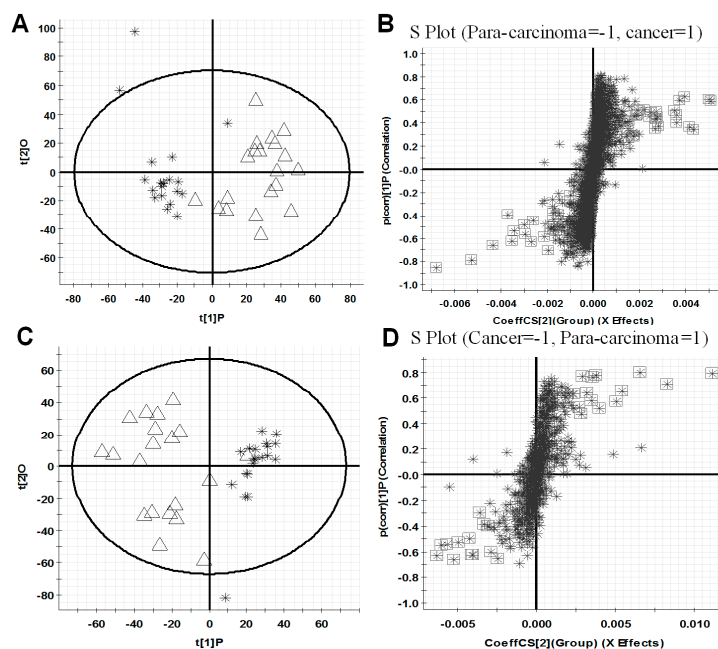 A
100
80
60
40
20
0
-20
-40
-60
t[2]O
-80 -60 -40 -20 0 20 40 60 80
t[1]P
B S Plot (Para-carcinoma=-1, cancer=1)
1.0
0.8
0.6
0.4
0.2
-0.0
-0.2
-0.4
-0.6
-0.8
-1.0
p(corr)[1]P (Correlation)
-0.006 -0.004 -0.002 0.000 0.002 0.004
CoeffCS[2](Group) (X Effects)
C
60
40
20
0
-20
-40
-60
-80
t[2]O
-60 -40 -20 0 20 40 60 80
t[1]P
D S Plot (Cancer=-1, Para-carcinoma=1)
0.8
0.6
0.4
0.2
-0.0
-0.2
-0.4
-0.6
-0.8
-1.0
p(corr)[1]P (Correlation)
-0.005 0.000 0.005 0.010
CoeffCS[2](Group) (X Effects)